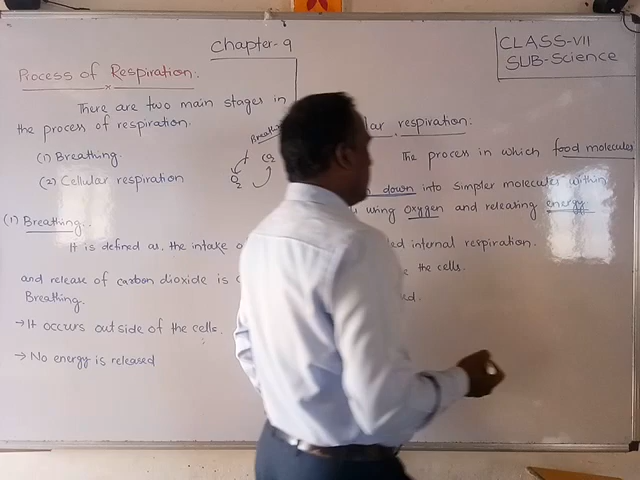 Chapter-9
CLASS-VII
SUB-Science
Process of Respiration:
There are two main stages in
the process of respiration.
(1) Breathing.
(2) Cellular respiration
O2
CO2
(1) Breathing:
It is defined as, the intake
and release of carbon dioxide is
Breathing.
→ It occurs outside of the cells.
→ No energy is released
respiration:
The process in which food molecules
down into simpler molecules within
using oxygen and releasing energy.
internal respiration.
the cells.